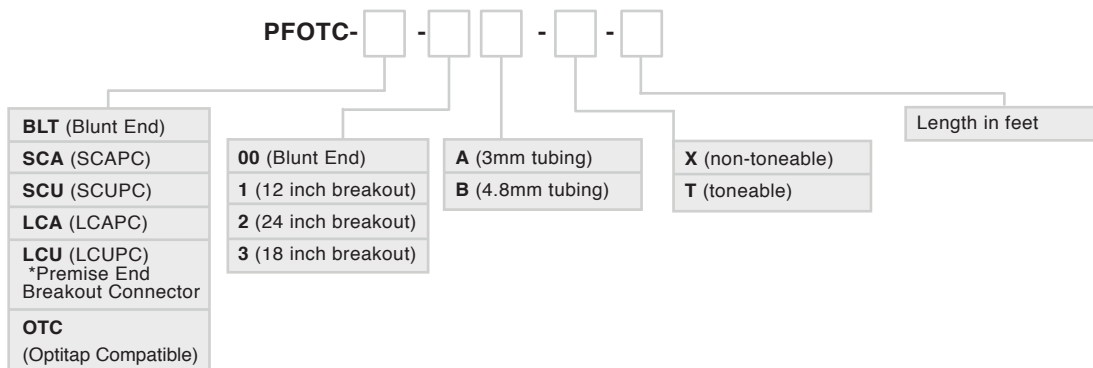 PFOTC- - - -
BLT (Blunt End)
SCA (SCAPC)
SCU (SCUPC)
LCA (LCAPC)
LCU (LCUPC)
*Premise End
Breakout Connector
OTC
(Optitap Compatible)
00 (Blunt End)
1 (12 inch breakout)
2 (24 inch breakout)
3 (18 inch breakout)
A (3mm tubing)
B (4.8mm tubing)
X (non-toneable)
T (toneable)
Length in feet